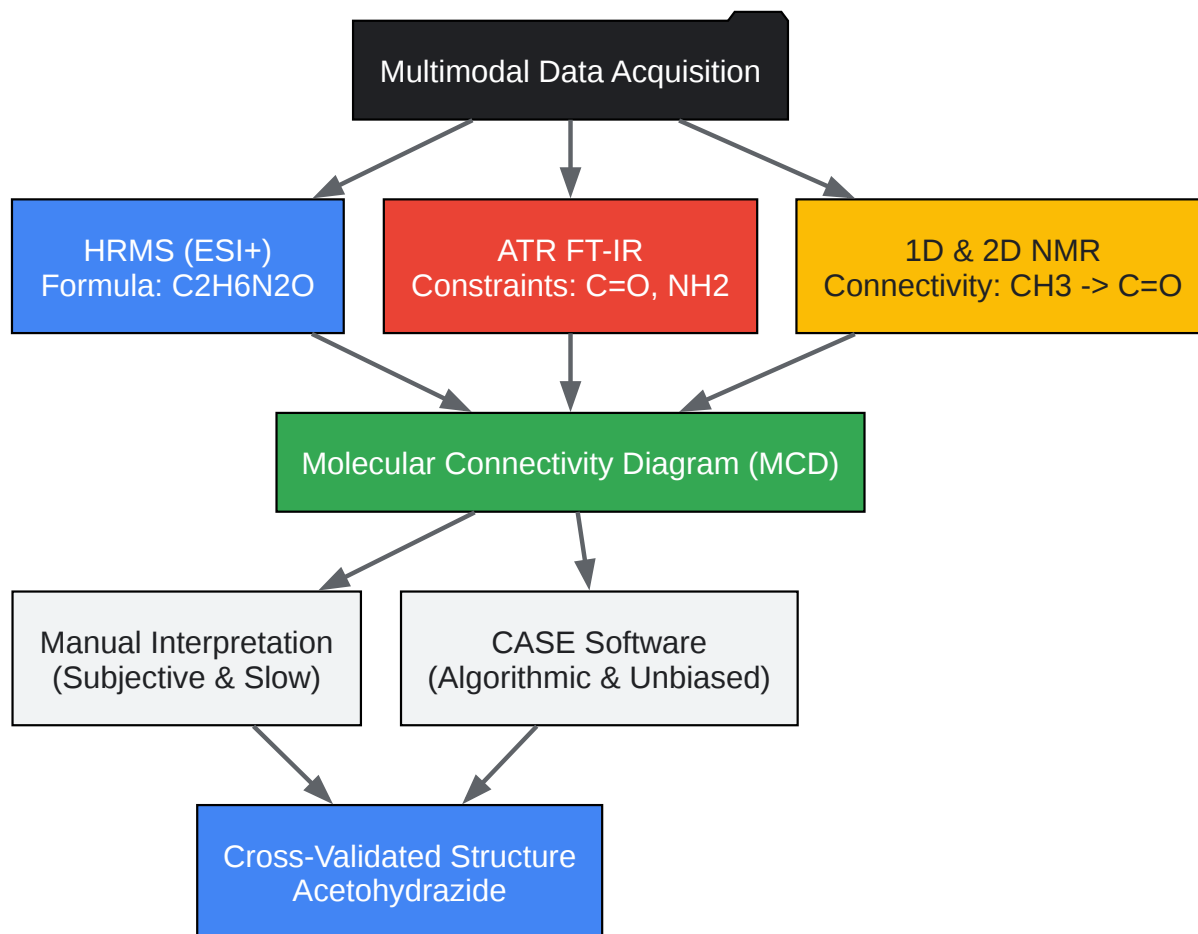 Multimodal Data Acquisition
HRMS (ESI+)
Formula: C2H6N2O
ATR FT-IR
Constraints: C=O, NH2
1D & 2D NMR
Connectivity: CH3 -> C=O
Molecular Connectivity Diagram (MCD)
Manual Interpretation
(Subjective & Slow)
CASE Software
(Algorithmic & Unbiased)
Cross-Validated Structure
Acetohydrazide